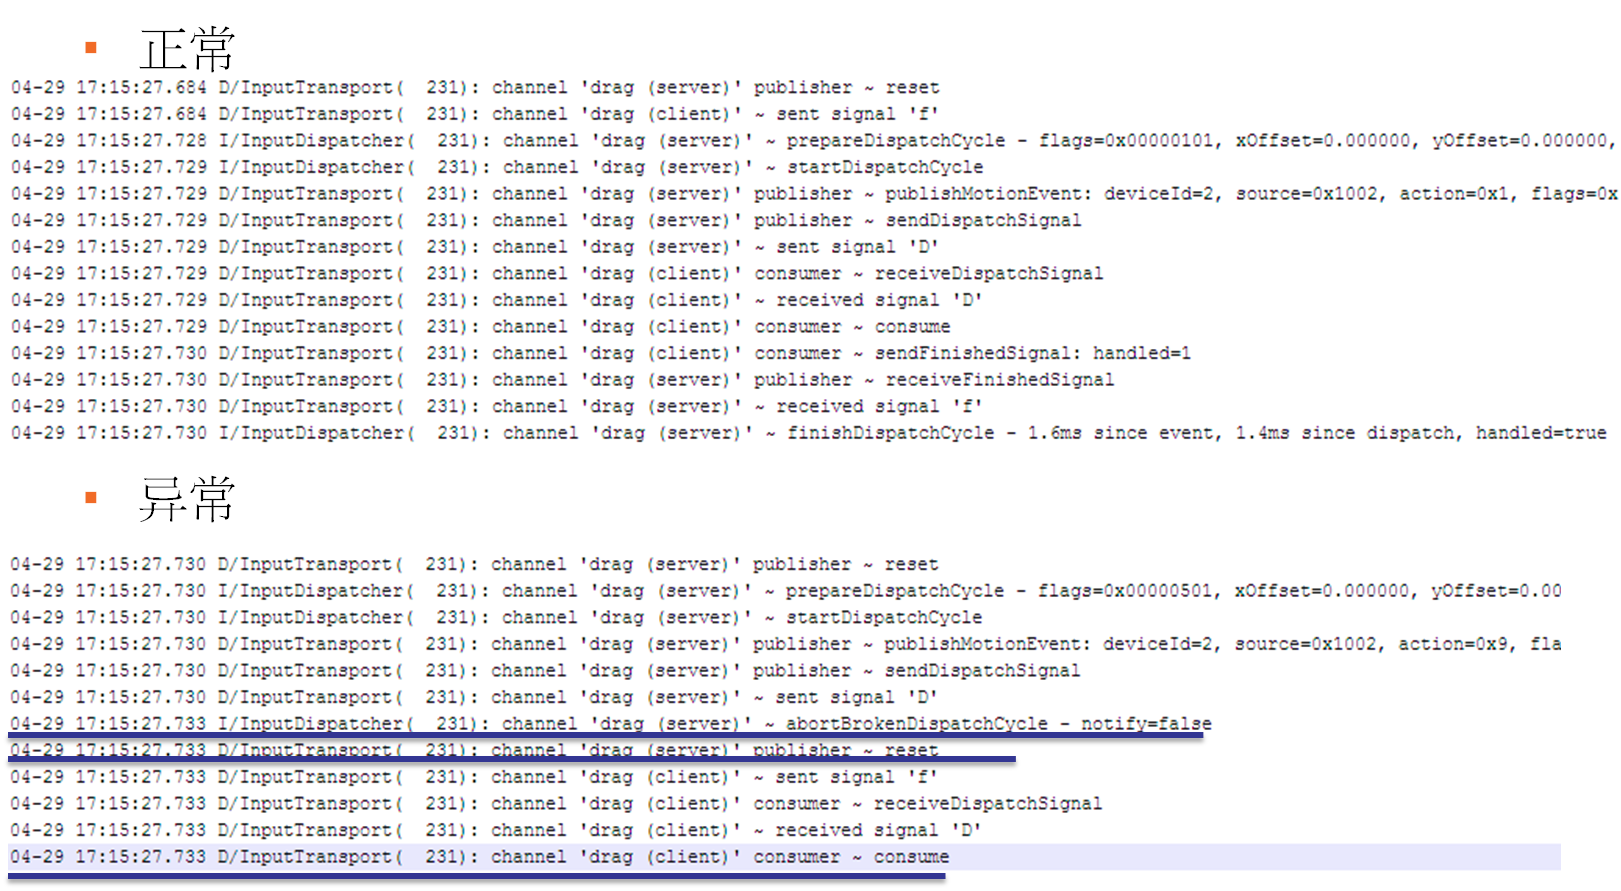 正常
04-29 17:15:27.684 D/InputTransport(  231): channel 'drag (server)' publisher ~ reset
04-29 17:15:27.684 D/InputTransport(  231): channel 'drag (client)' ~ sent signal 'f'
04-29 17:15:27.728 I/InputDispatcher(  231): channel 'drag (server)' ~ prepareDispatchCycle - flags=0x00000101, xOffset=0.000000, yOffset=0.000000,
04-29 17:15:27.729 I/InputDispatcher(  231): channel 'drag (server)' ~ startDispatchCycle
04-29 17:15:27.729 D/InputTransport(  231): channel 'drag (server)' publisher ~ publishMotionEvent: deviceId=2, source=0x1002, action=0x1, flags=0x
04-29 17:15:27.729 D/InputTransport(  231): channel 'drag (server)' publisher ~ sendDispatchSignal
04-29 17:15:27.729 D/InputTransport(  231): channel 'drag (server)' ~ sent signal 'D'
04-29 17:15:27.729 D/InputTransport(  231): channel 'drag (client)' consumer ~ receiveDispatchSignal
04-29 17:15:27.729 D/InputTransport(  231): channel 'drag (client)' ~ received signal 'D'
04-29 17:15:27.729 D/InputTransport(  231): channel 'drag (client)' consumer ~ consume
04-29 17:15:27.730 D/InputTransport(  231): channel 'drag (client)' consumer ~ sendFinishedSignal: handled=1
04-29 17:15:27.730 D/InputTransport(  231): channel 'drag (server)' publisher ~ receiveFinishedSignal
04-29 17:15:27.730 D/InputTransport(  231): channel 'drag (server)' ~ received signal 'f'
04-29 17:15:27.730 I/InputDispatcher(  231): channel 'drag (server)' ~ finishDispatchCycle - 1.6ms since event, 1.4ms since dispatch, handled=true
异常
04-29 17:15:27.730 D/InputTransport(  231): channel 'drag (server)' publisher ~ reset
04-29 17:15:27.730 I/InputDispatcher(  231): channel 'drag (server)' ~ prepareDispatchCycle - flags=0x00000501, xOffset=0.000000, yOffset=0.00
04-29 17:15:27.730 I/InputDispatcher(  231): channel 'drag (server)' ~ startDispatchCycle
04-29 17:15:27.730 D/InputTransport(  231): channel 'drag (server)' publisher ~ publishMotionEvent: deviceId=2, source=0x1002, action=0x9, fla
04-29 17:15:27.730 D/InputTransport(  231): channel 'drag (server)' publisher ~ sendDispatchSignal
04-29 17:15:27.730 D/InputTransport(  231): channel 'drag (server)' ~ sent signal 'D'
04-29 17:15:27.733 I/InputDispatcher(  231): channel 'drag (server)' ~ abortBrokenDispatchCycle - notify=false
04-29 17:15:27.733 D/InputTransport(  231): channel 'drag (server)' publisher ~ reset
04-29 17:15:27.733 D/InputTransport(  231): channel 'drag (client)' ~ sent signal 'f'
04-29 17:15:27.733 D/InputTransport(  231): channel 'drag (client)' consumer ~ receiveDispatchSignal
04-29 17:15:27.733 D/InputTransport(  231): channel 'drag (client)' ~ received signal 'D'
04-29 17:15:27.733 D/InputTransport(  231): channel 'drag (client)' consumer ~ consume